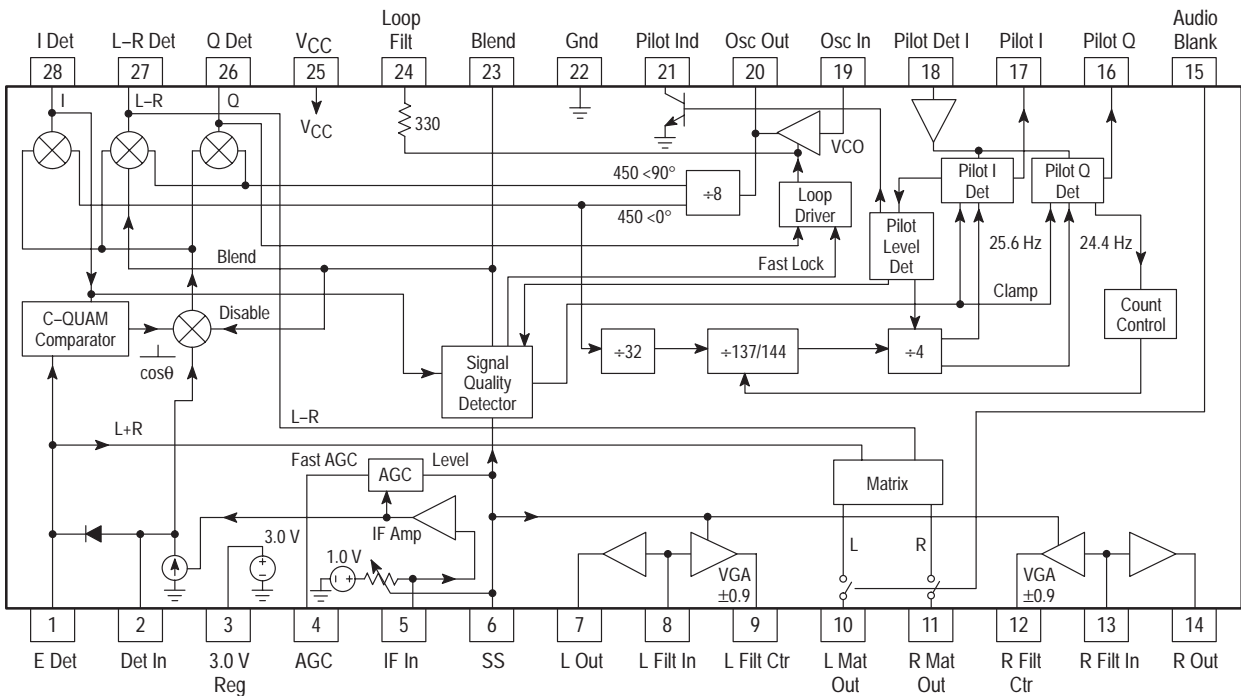 Loop
Audio
I Det
L–R Det
Q Det
VCC
Filt
Blend
Gnd
Pilot Ind
Osc Out
Osc In
Pilot Det I
Pilot I
Pilot Q
Blank
28
27
26
25
24
23
22
21
20
19
18
17
16
15
I
L–R
Q
VCC
330
VCO
450 <90°
÷8
450 <0°
Loop
Driver
Pilot I
Det
Pilot Q
Det
Pilot
Level
Det
25.6 Hz
24.4 Hz
Blend
Fast Lock
Clamp
Disable
C–QUAM
Comparator
cosθ
Count
Control
Signal
Quality
Detector
÷32
÷137/144
÷4
L–R
L+R
Fast AGC
AGC
Level
Matrix
IF Amp
3.0 V
+
–
1.0 V
– +
L
R
VGA
±0.9
VGA
±0.9
1
2
3
4
5
6
7
8
9
10
11
12
13
14
E Det
Det In
3.0 V
Reg
AGC
IF In
SS
L Out
L Filt In
L Filt Ctr
L Mat
Out
R Mat
Out
R Filt
Ctr
R Filt In
R Out